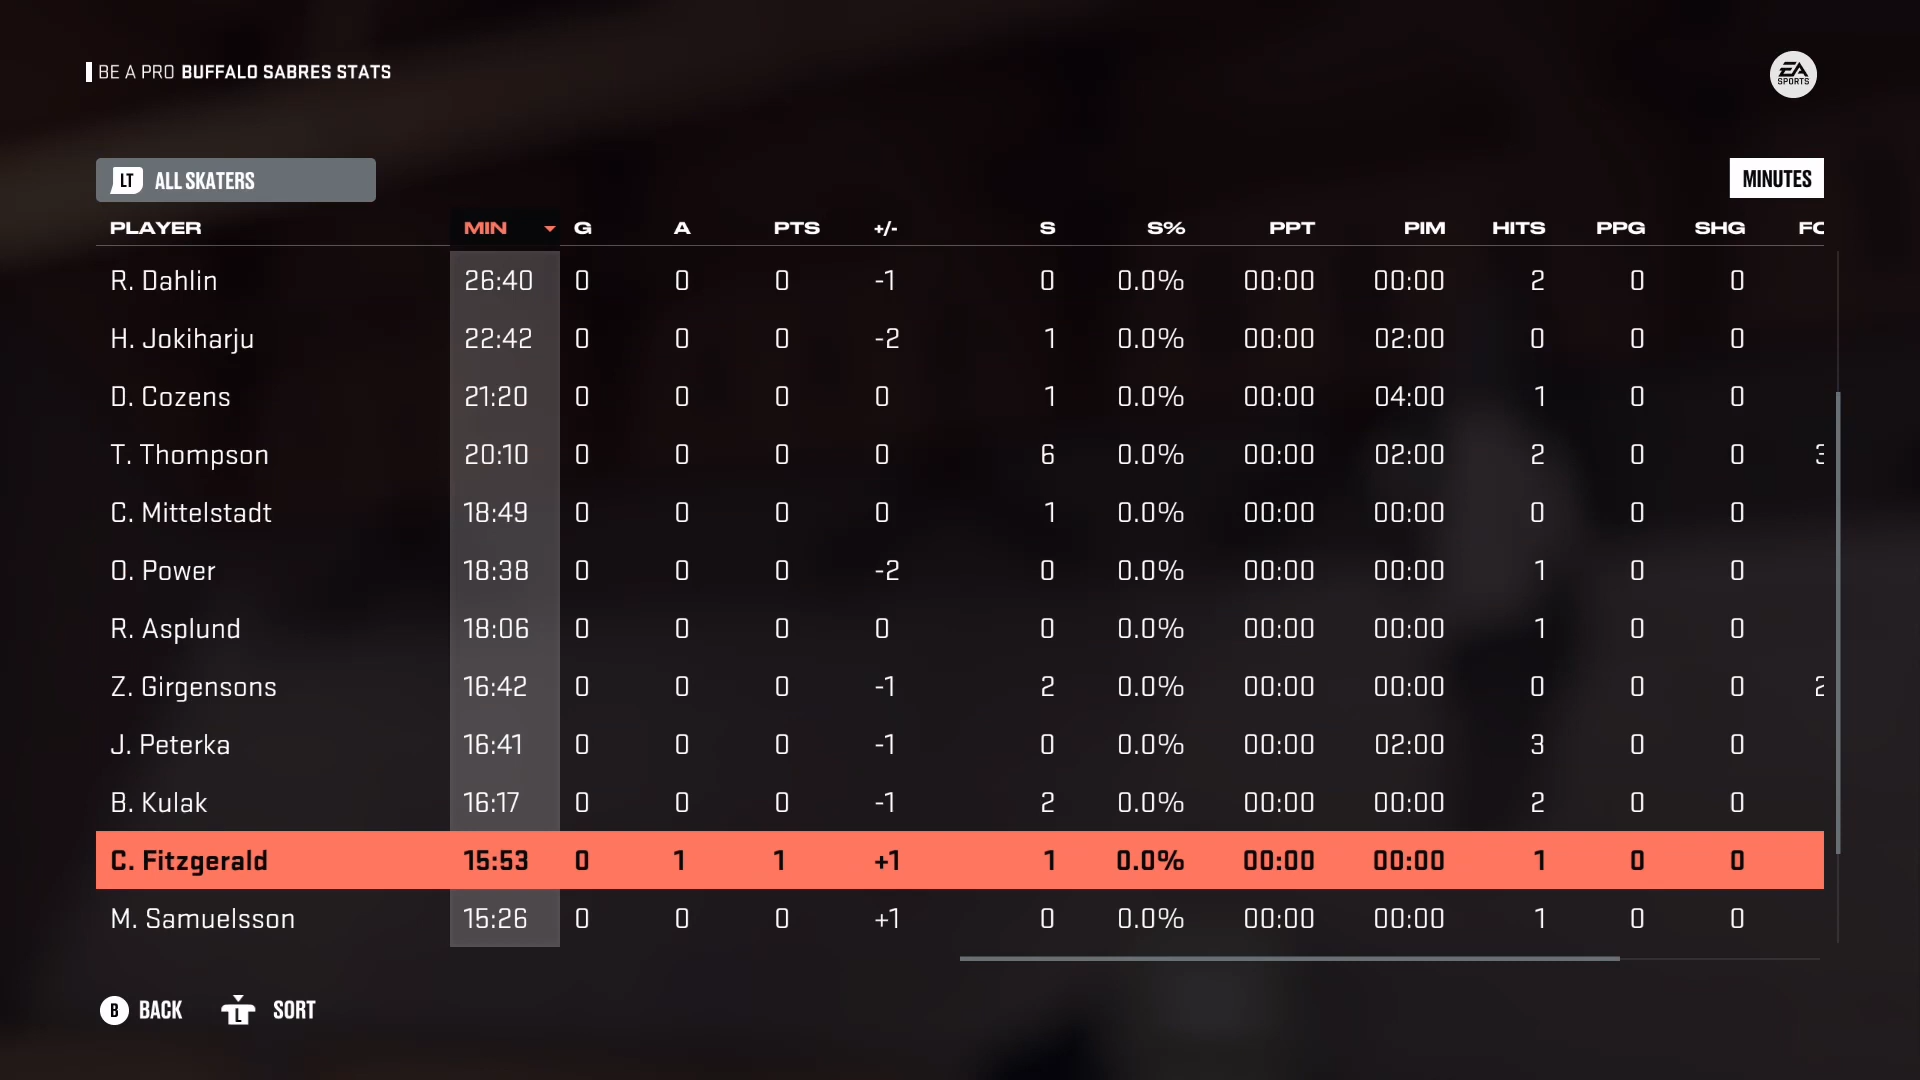 BE A PRO BUFFALO SABRES STATS
EA SPORTS
LT ALL SKATERS
MINUTES
PLAYER MIN G A PTS +/- S S% PPT PIM HITS PPG SHG
R. Dahlin 26:40 0 0 0 -1 0 0.0% 00:00 00:00 2 0 0
H. Jokiharju 22:42 0 0 0 -2 1 0.0% 00:00 02:00 0 0 0
D. Cozens 21:20 0 0 0 0 1 0.0% 00:00 04:00 1 0 0
T. Thompson 20:10 0 0 0 0 6 0.0% 00:00 02:00 2 0 0
C. Mittelstadt 18:49 0 0 0 0 1 0.0% 00:00 00:00 0 0 0
O. Power 18:38 0 0 0 -2 0 0.0% 00:00 00:00 1 0 0
R. Asplund 18:06 0 0 0 0 0 0.0% 00:00 00:00 1 0 0
Z. Girgensons 16:42 0 0 0 -1 2 0.0% 00:00 00:00 0 0 0
J. Peterka 16:41 0 0 0 -1 0 0.0% 00:00 02:00 3 0 0
B. Kulak 16:17 0 0 0 -1 2 0.0% 00:00 00:00 2 0 0
C. Fitzgerald 15:53 0 1 1 +1 1 0.0% 00:00 00:00 1 0 0
M. Samuelsson 15:26 0 0 0 +1 0 0.0% 00:00 00:00 1 0 0
B BACK L SORT